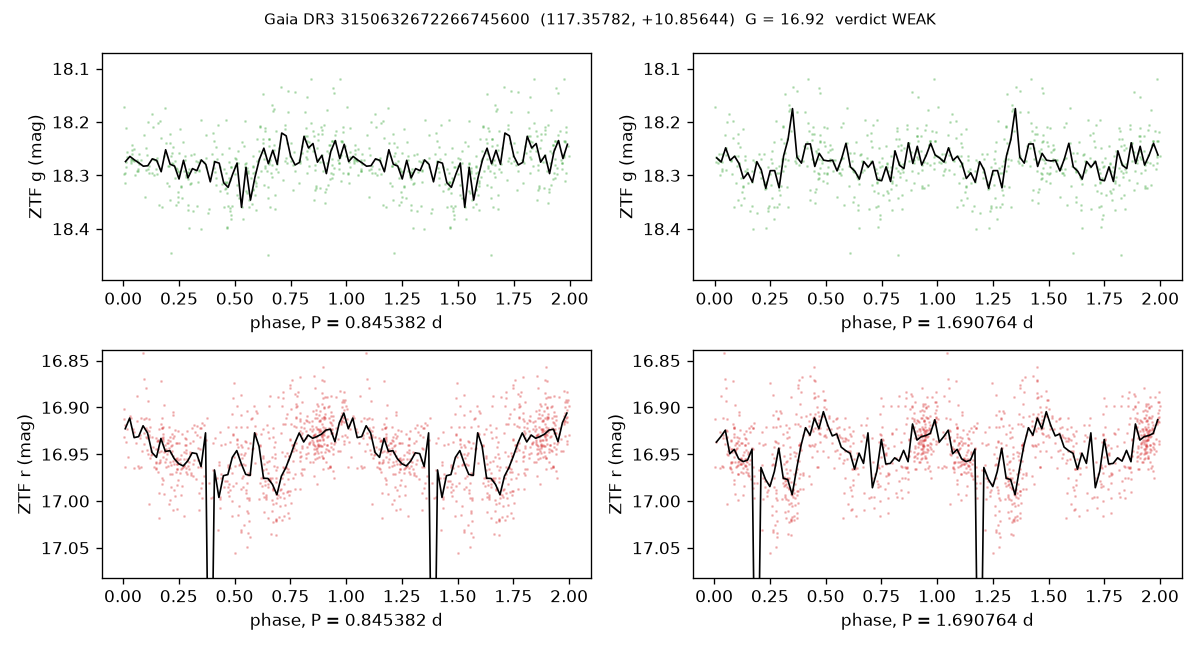 Gaia DR3 3150632672266745600 (117.35782, +10.85644) G = 16.92 verdict WEAK
18.1
18.2
18.3
18.4
ZTF g (mag)
0.00 0.25 0.50 0.75 1.00 1.25 1.50 1.75 2.00
phase, P = 0.845382 d
18.1
18.2
18.3
18.4
ZTF g (mag)
0.00 0.25 0.50 0.75 1.00 1.25 1.50 1.75 2.00
phase, P = 1.690764 d
16.85
16.90
16.95
17.00
17.05
ZTF r (mag)
0.00 0.25 0.50 0.75 1.00 1.25 1.50 1.75 2.00
phase, P = 0.845382 d
16.85
16.90
16.95
17.00
17.05
ZTF r (mag)
0.00 0.25 0.50 0.75 1.00 1.25 1.50 1.75 2.00
phase, P = 1.690764 d